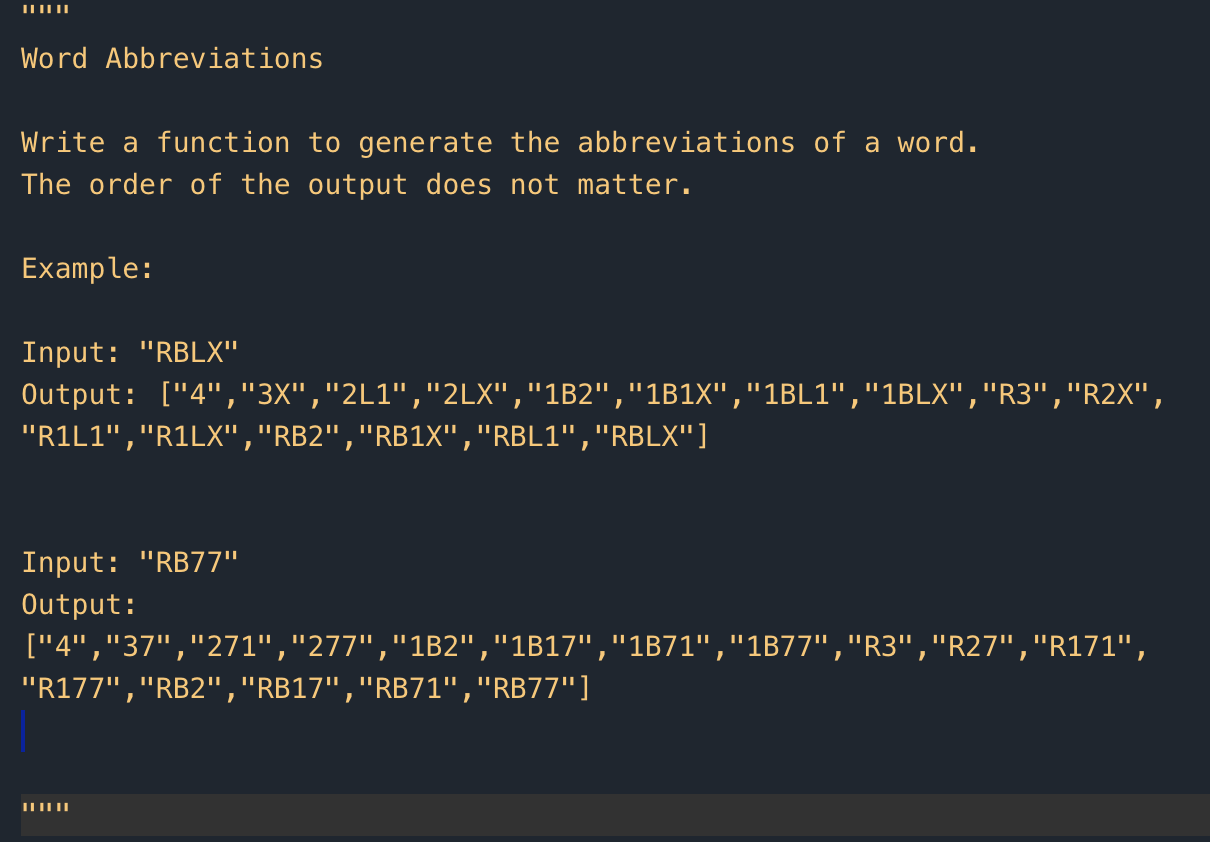 """
Word Abbreviations
Write a function to generate the abbreviations of a word.
The order of the output does not matter.
Example:
Input: "RBLX"
Output: ["4","3X","2L1","2LX","1B2","1B1X","1BL1","1BLX","R3","R2X",
"R1L1","R1LX","RB2","RB1X","RBL1","RBLX"]
Input: "RB77"
Output:
["4","37","271","277","1B2","1B17","1B71","1B77","R3","R27","R171",
"R177","RB2","RB17","RB71","RB77"]
"""